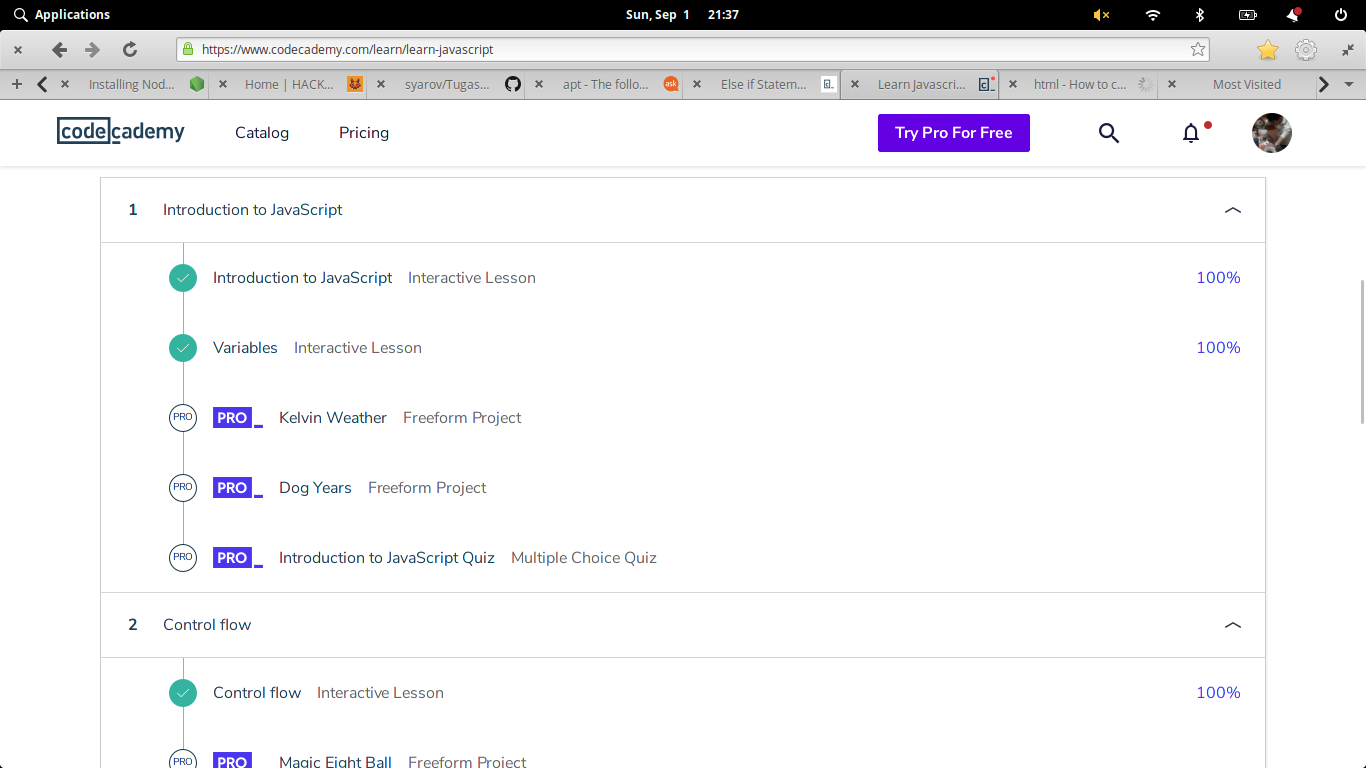 Applications Sun, Sep 1 21:37
https://www.codecademy.com/learn/learn-javascript
Installing Nod... Home | HACK... syarov/Tugas... apt - The follo... ask Else if Statem... Learn Javascri... html - How to c... Most Visited
codecademy Catalog Pricing Try Pro For Free
1 Introduction to JavaScript
Introduction to JavaScript Interactive Lesson 100%
Variables Interactive Lesson 100%
PRO PRO_ Kelvin Weather Freeform Project
PRO PRO_ Dog Years Freeform Project
PRO PRO_ Introduction to JavaScript Quiz Multiple Choice Quiz
2 Control flow
Control flow Interactive Lesson 100%
PRO PRO Magic Eight Ball Freeform Project